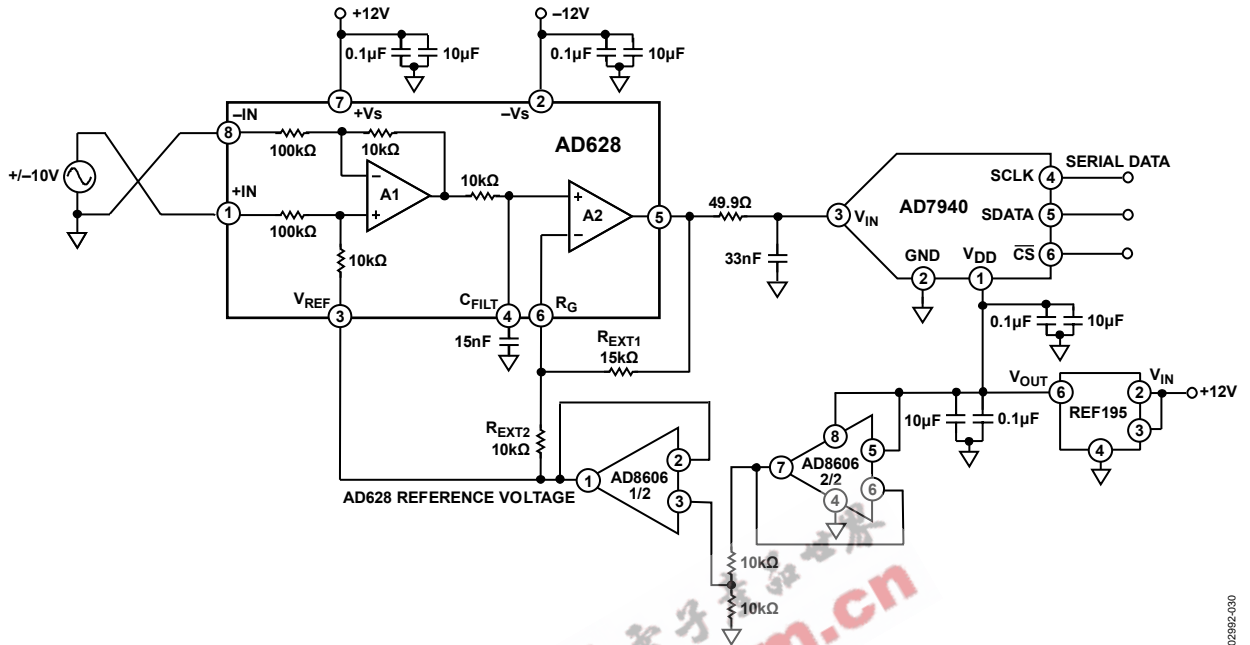 +12V
–12V
0.1µF
10µF
0.1µF
10µF
7
2
–IN
+Vs
–Vs
8
100kΩ
10kΩ
AD628
+/–10V
–
A1
+
10kΩ
+
A2
–
5
49.9Ω
3
VIN
AD7940
SERIAL DATA
SCLK
4
SDATA
5
CS
6
+IN
1
100kΩ
10kΩ
33nF
GND
2
VDD
1
VREF
3
CFILT
4
6
RG
15nF
REXT1
15kΩ
0.1µF
10µF
REXT2
10kΩ
AD628 REFERENCE VOLTAGE
1
AD8606
1/2
2
3
7
AD8606
2/2
8
5
6
4
10µF
0.1µF
VOUT
6
REF195
VIN
2
3
4
+12V
10kΩ
10kΩ
子
世界
m.cn
02992-030